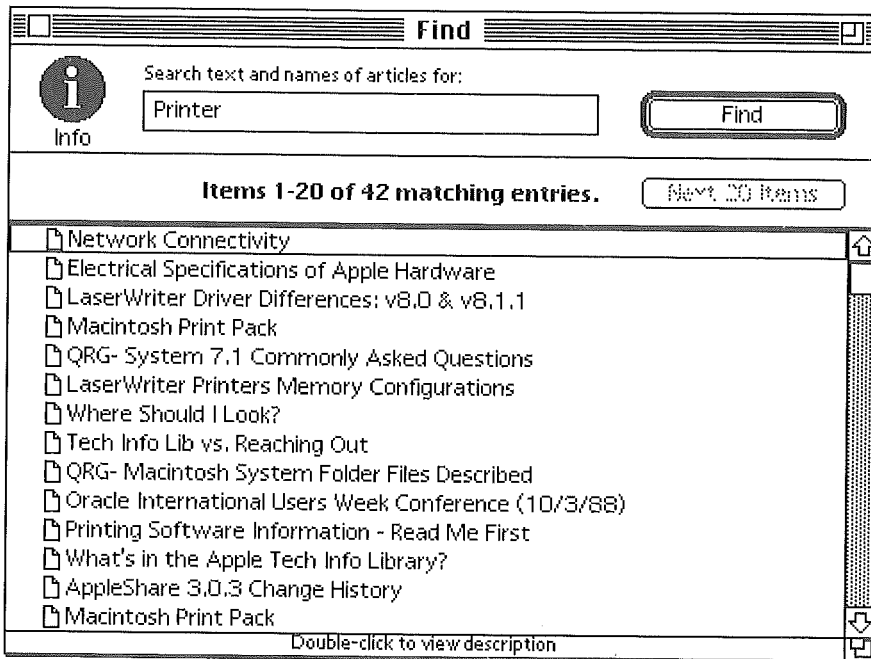 Find
Search text and names of articles for:
Printer
Find
Info
Items 1-20 of 42 matching entries.
Next 20 Items
Network Connectivity
Electrical Specifications of Apple Hardware
LaserWriter Driver Differences: v8.0 & v8.1.1
Macintosh Print Pack
QRG- System 7.1 Commonly Asked Questions
LaserWriter Printers Memory Configurations
Where Should I Look?
Tech Info Lib vs. Reaching Out
QRG- Macintosh System Folder Files Described
Oracle International Users Week Conference (10/3/88)
Printing Software Information - Read Me First
What's in the Apple Tech Info Library?
AppleShare 3.0.3 Change History
Macintosh Print Pack
Double-click to view description